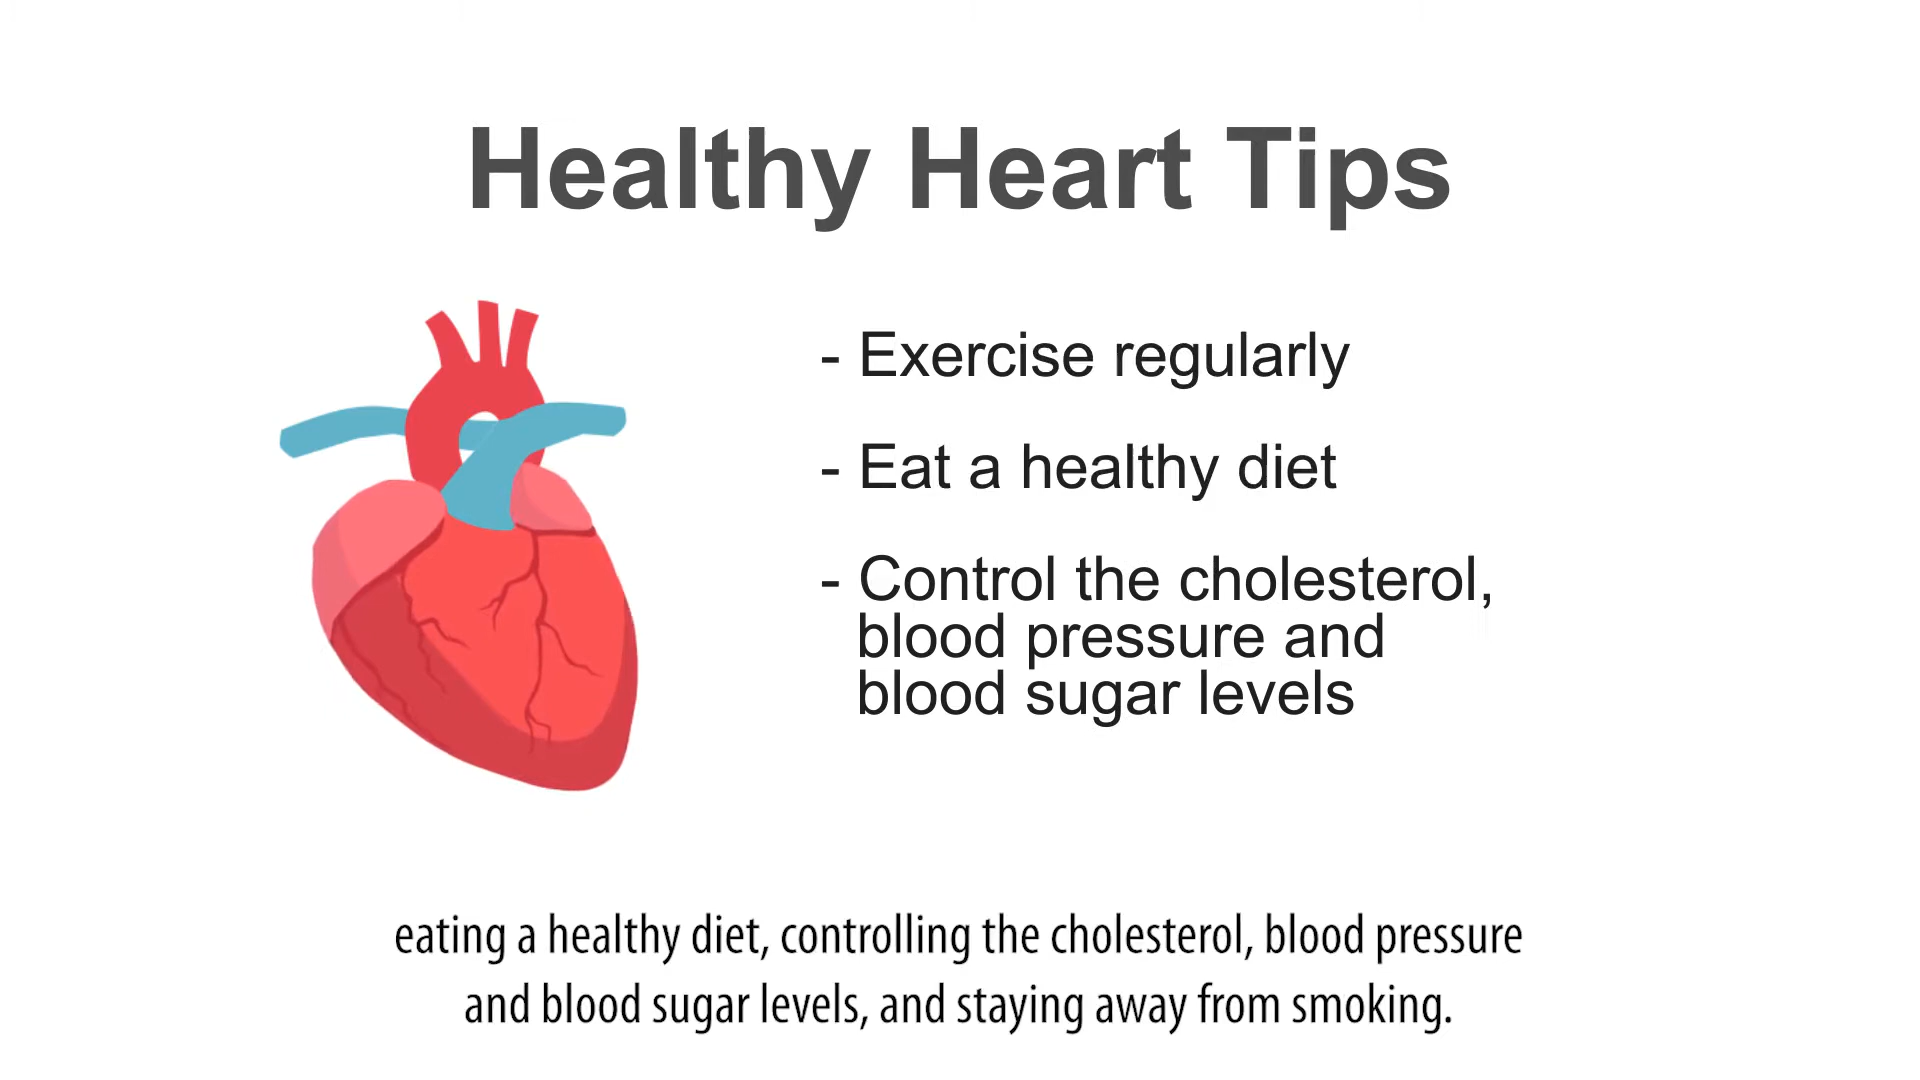 Healthy Heart Tips
- Exercise regularly
- Eat a healthy diet
- Control the cholesterol,
blood pressure and
blood sugar levels
eating a healthy diet, controlling the cholesterol, blood pressure
and blood sugar levels, and staying away from smoking.